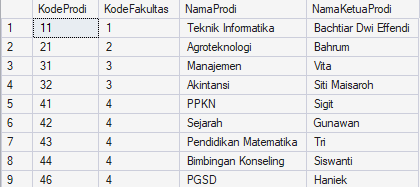 KodeProdi KodeFakultas NamaProdi NamaKetuaProdi
1 11 1 Teknik Informatika Bachtiar Dwi Effendi
2 21 2 Agroteknologi Bahrum
3 31 3 Manajemen Vita
4 32 3 Akintansi Siti Maisaroh
5 41 4 PPKN Sigit
6 42 4 Sejarah Gunawan
7 43 4 Pendidikan Matematika Tri
8 44 4 Bimbingan Konseling Siswanti
9 46 4 PGSD Haniek